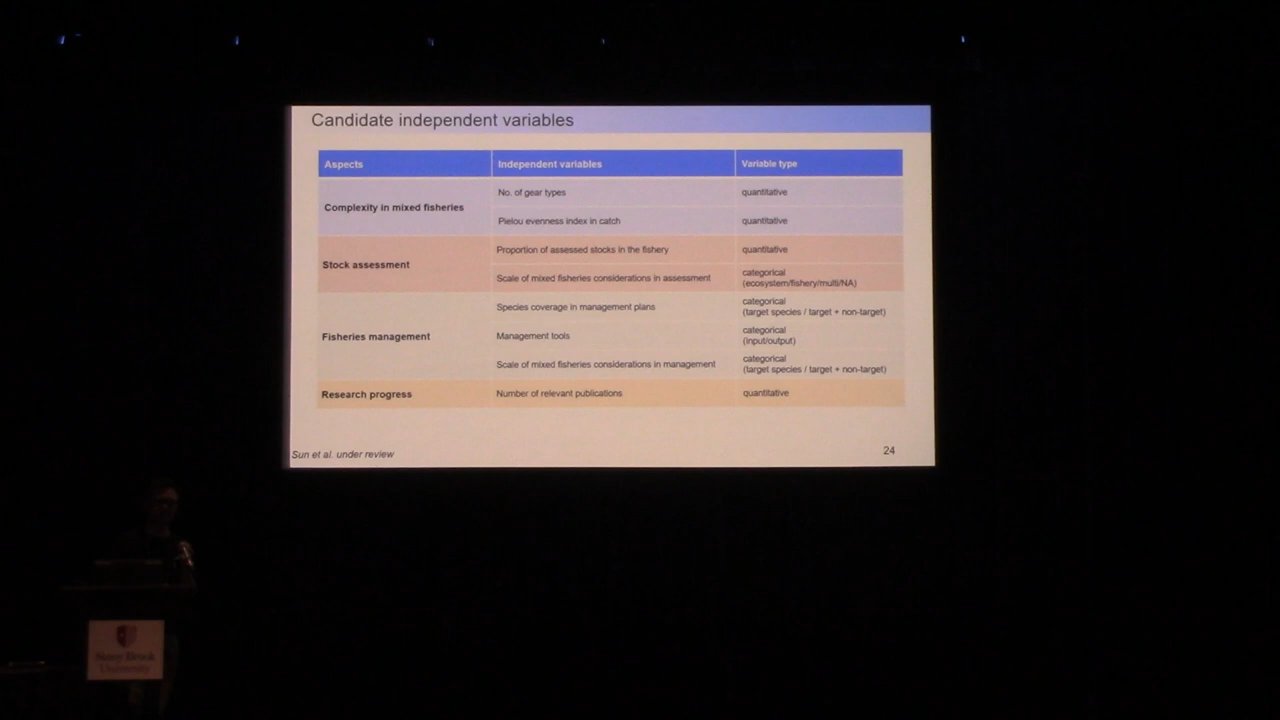 Candidate independent variables
Aspects
Independent variables
Variable type
Complexity in mixed fisheries
No. of gear types
quantitative
Pielou evenness index in catch
quantitative
Stock assessment
Proportion of assessed stocks in the fishery
quantitative
Scale of mixed fisheries considerations in assessment
categorical
(ecosystem/fishery/multi/NA)
Fisheries management
Species coverage in management plans
categorical
(target species / target + non-target)
Management tools
categorical
(input/output)
Scale of mixed fisheries considerations in management
categorical
(target species / target + non-target)
Research progress
Number of relevant publications
quantitative
Sun et al. under review
24
Stony Brook
University